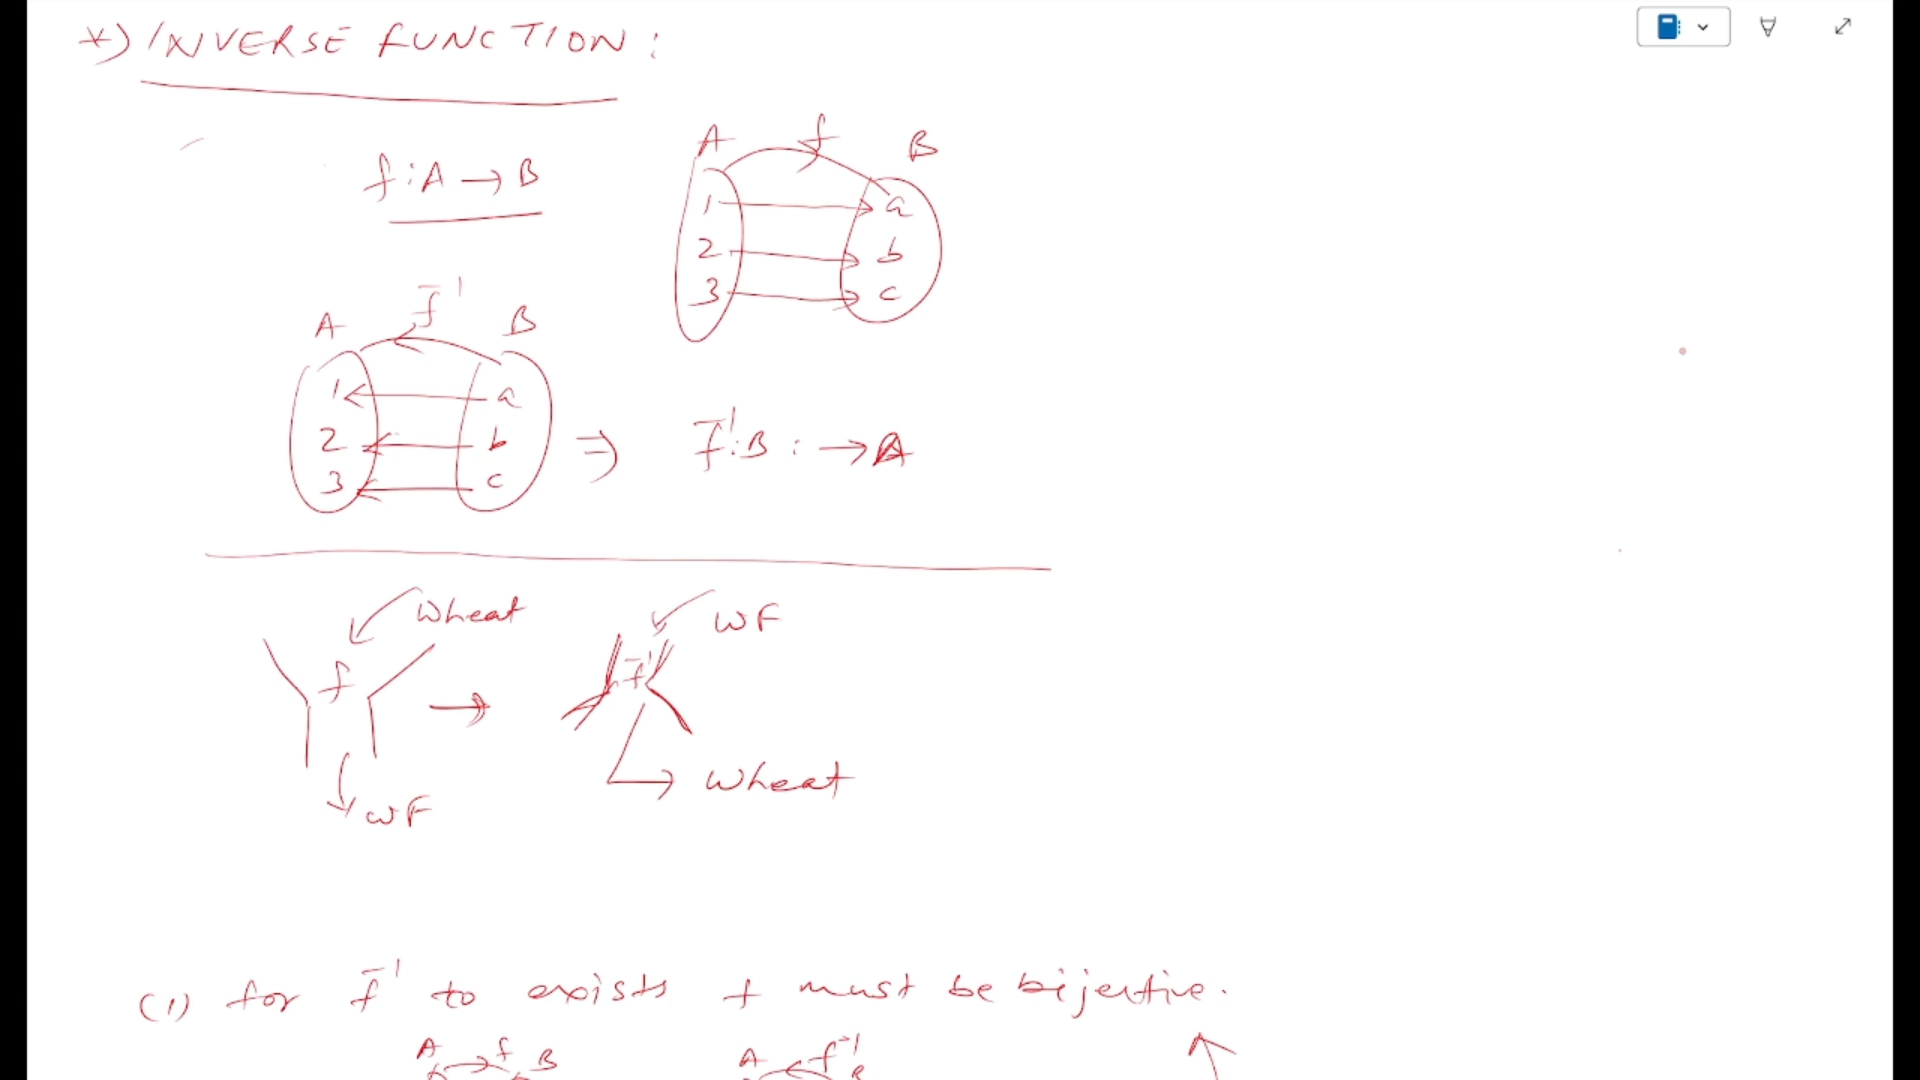 *) INVERSE FUNCTION :
A f B
f : A → B
1 a
2 b
3 c
A f⁻¹ B
1 a
2 b
3 c
⇒ f⁻¹ : B : → A
Wheat
f
→
WF
WF
f⁻¹
Wheat
(1) for f⁻¹ to exists f must be bijective.
A f B
A f⁻¹ B